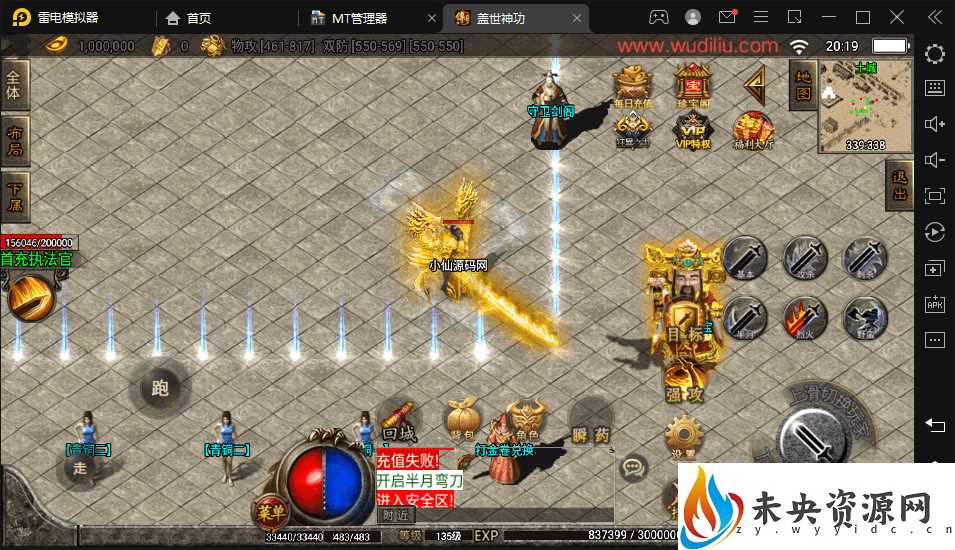 雷电模拟器
首页
MT管理器
盖世神功
1,000,000
0
物攻[461-817] 双防[550-569][550-550]
www.wudiliu.com
20:19
全体
布局
下属
守卫剑阁
每日充值
珍宝阁
VIP特权
福利大厅
地图
土城
339:338
退出
156046/200000
首充执法官
小仙源码网
基本
攻杀
刺杀
半月
烈火
野蛮
目标
强攻
跑
走
回城
背包
角色
瞬药
设置
打金卷兑换
充值失败!
开启半月弯刀
进入安全区!
附近
菜单
33440/33440
483/483
等级
135级
EXP
837399
APK
未央资源网
zy.wyyidc.cn